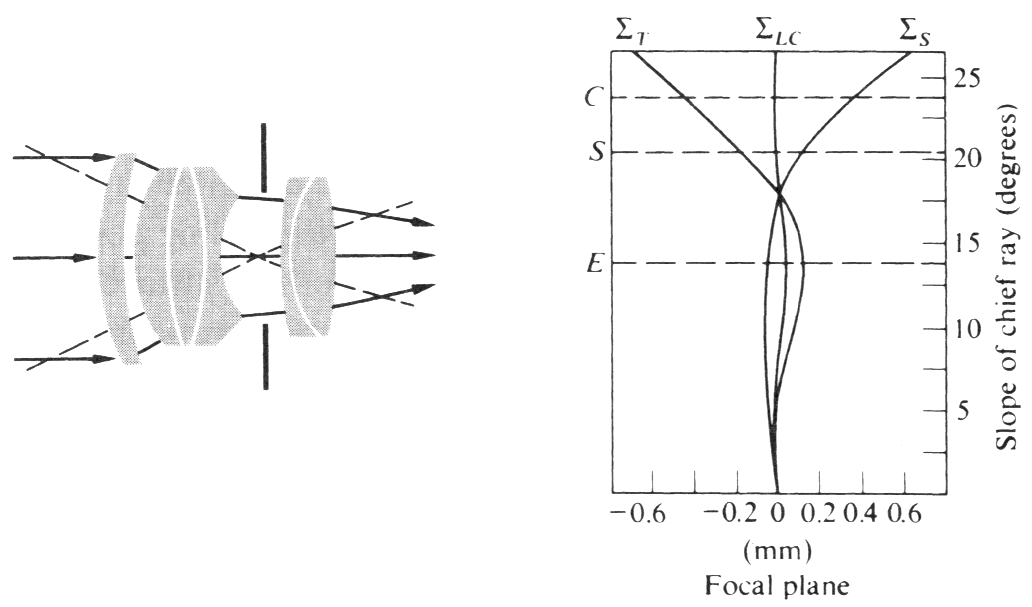 Σ_T Σ_LC Σ_S
C
S
E
25
20
15
10
5
Slope of chief ray (degrees)
−0.6 −0.2 0 0.2 0.4 0.6
(mm)
Focal plane